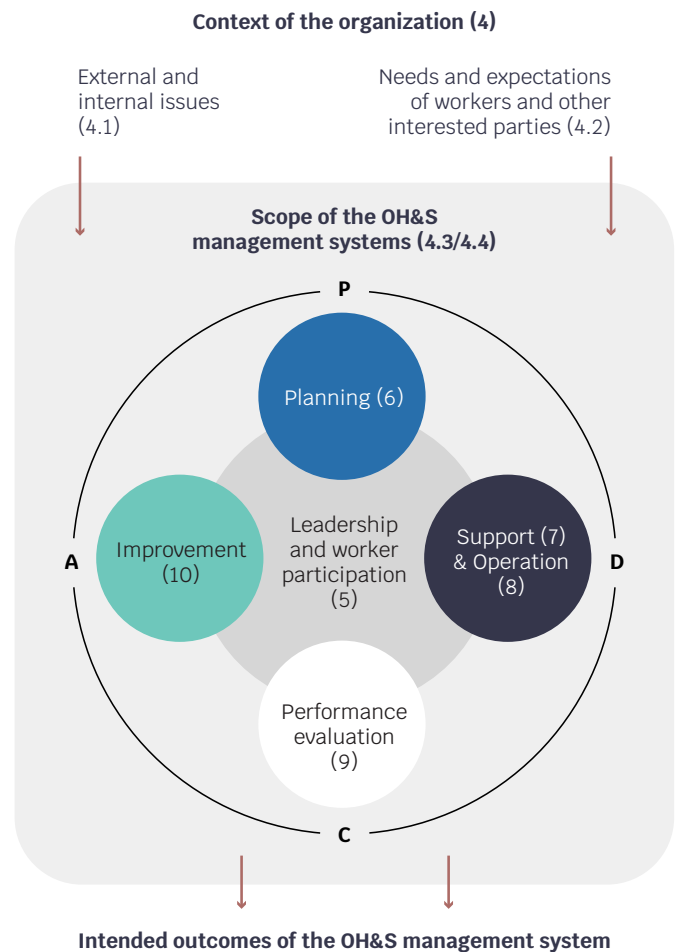 Context of the organization (4)
External and
internal issues
(4.1)
Needs and expectations
of workers and other
interested parties (4.2)
Scope of the OH&S
management systems (4.3/4.4)
P
Planning (6)
A
Improvement
(10)
Leadership
and worker
participation
(5)
Support (7)
& Operation
(8)
D
Performance
evaluation
(9)
C
Intended outcomes of the OH&S management system